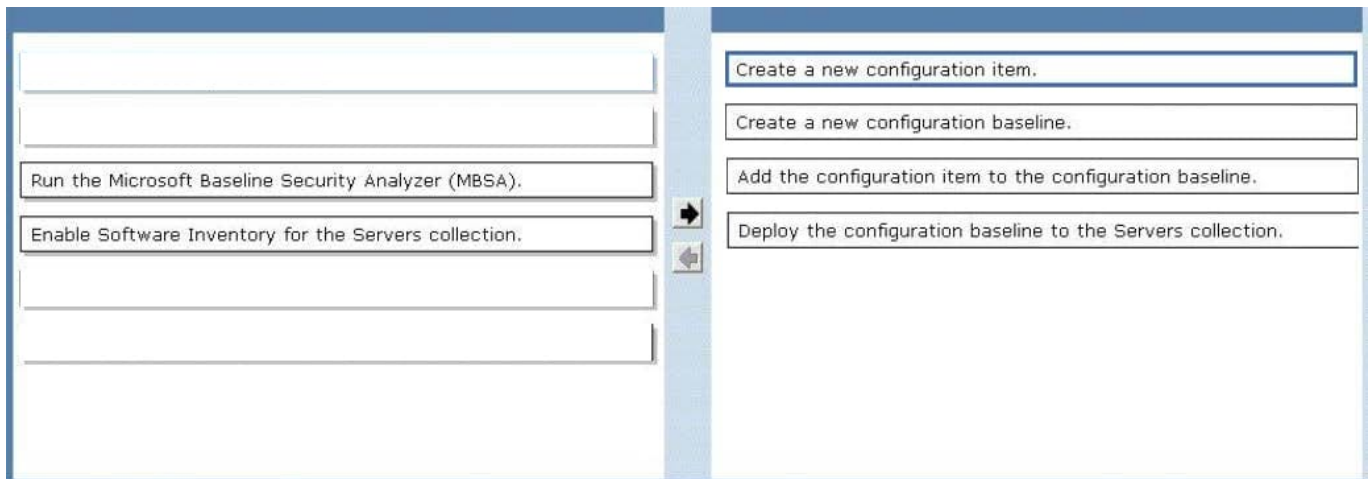 Run the Microsoft Baseline Security Analyzer (MBSA).
Enable Software Inventory for the Servers collection.
Create a new configuration item.
Create a new configuration baseline.
Add the configuration item to the configuration baseline.
Deploy the configuration baseline to the Servers collection.